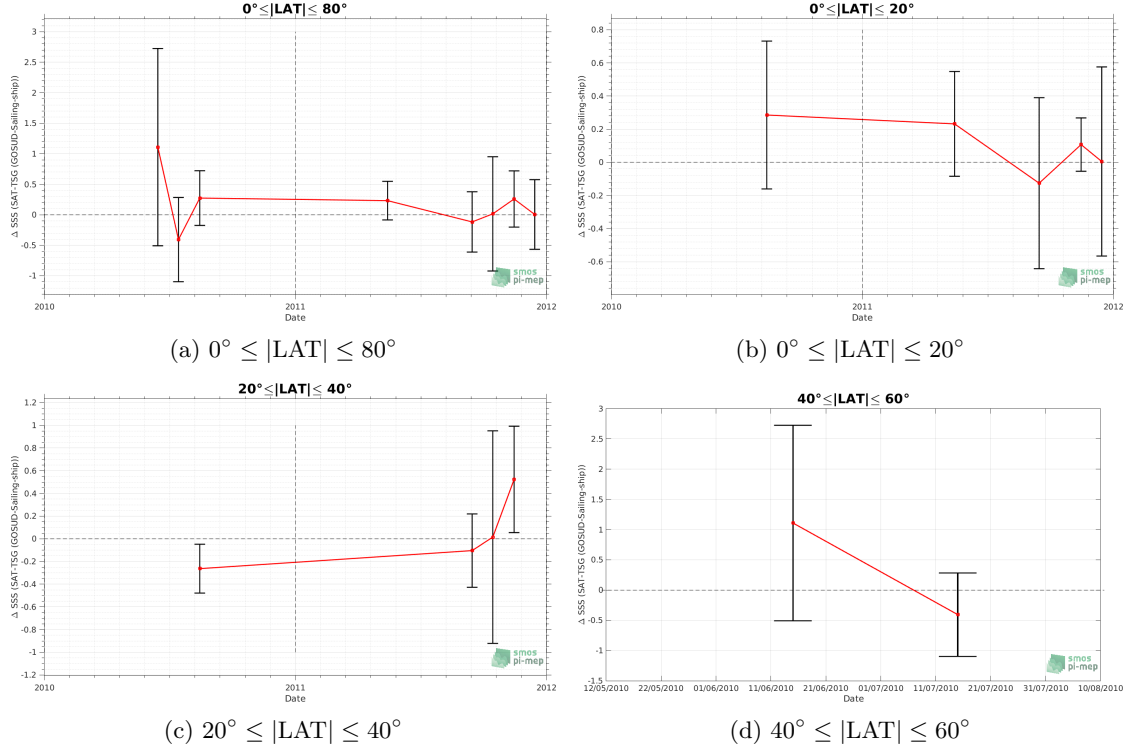 0°≤|LAT|≤ 80°
Δ SSS (SAT-TSG (GOSUD-Sailing-ship))
3
2.5
2
1.5
1
0.5
0
-0.5
-1
2010
2011
2012
Date
smos
pi-mep
(a) 0° ≤ |LAT| ≤ 80°
0°≤|LAT|≤ 20°
Δ SSS (SAT-TSG (GOSUD-Sailing-ship))
0.8
0.6
0.4
0.2
0
-0.2
-0.4
-0.6
2010
2011
2012
Date
smos
pi-mep
(b) 0° ≤ |LAT| ≤ 20°
20°≤|LAT|≤ 40°
Δ SSS (SAT-TSG (GOSUD-Sailing-ship))
1.2
1
0.8
0.6
0.4
0.2
0
-0.2
-0.4
-0.6
-0.8
-1
-1.2
2010
2011
2012
Date
smos
pi-mep
(c) 20° ≤ |LAT| ≤ 40°
40°≤|LAT|≤ 60°
Δ SSS (SAT-TSG (GOSUD-Sailing-ship))
3
2.5
2
1.5
1
0.5
0
-0.5
-1
-1.5
12/05/2010 22/05/2010 01/06/2010 11/06/2010 21/06/2010 01/07/2010 11/07/2010 21/07/2010 31/07/2010 10/08/2010
Date
smos
pi-mep
(d) 40° ≤ |LAT| ≤ 60°